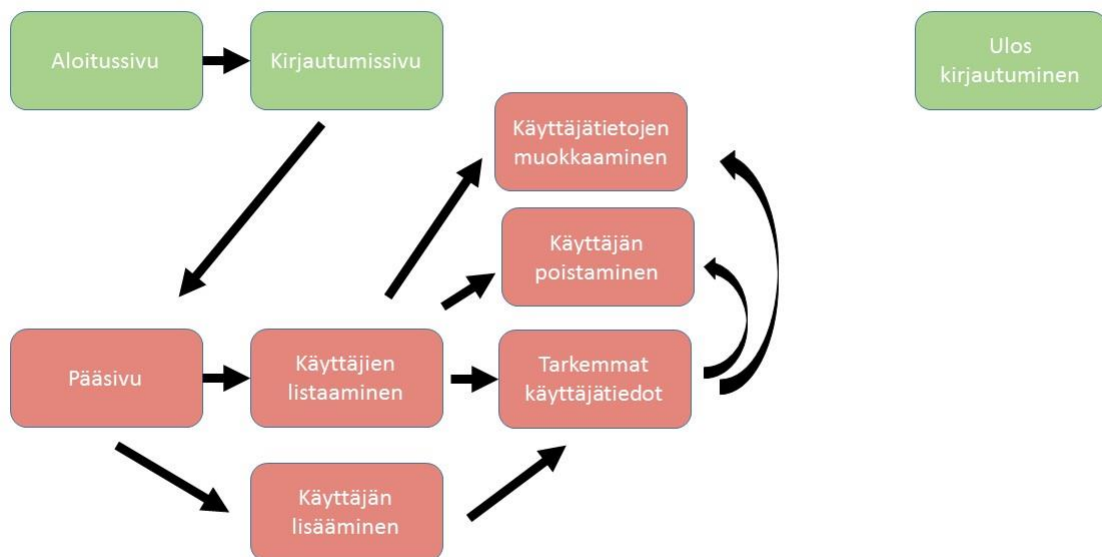 Aloitussivu
Kirjautumissivu
Ulos
kirjautuminen
Käyttäjätietojen
muokkaaminen
Käyttäjän
poistaminen
Pääsivu
Käyttäjien
listaaminen
Tarkemmat
käyttäjätiedot
Käyttäjän
lisääminen